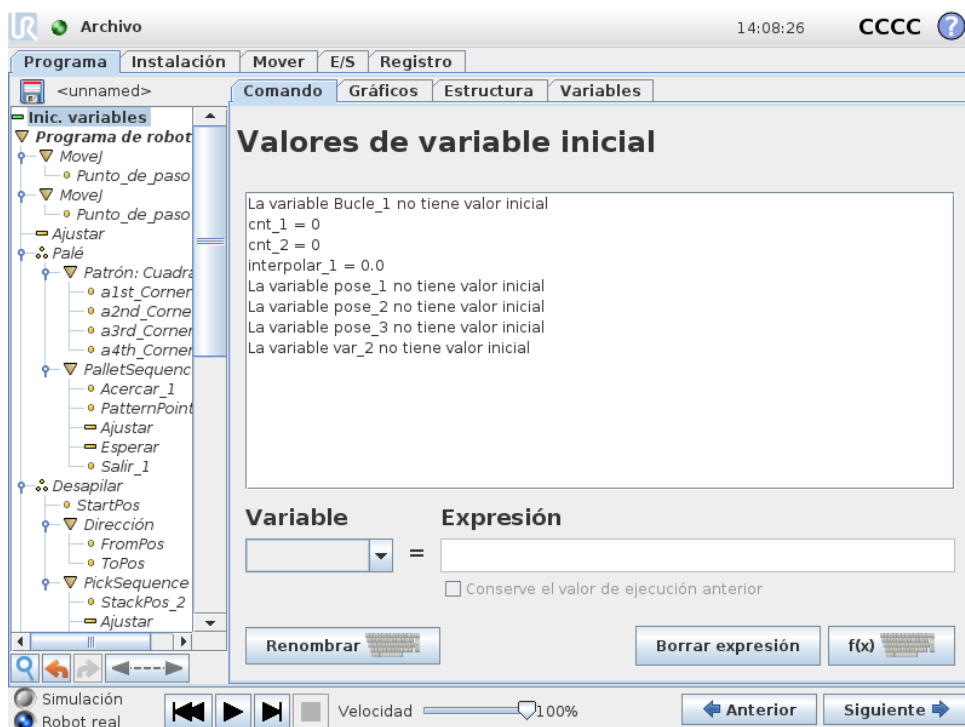 UR Archivo 14:08:26 CCCC ?
Programa Instalación Mover E/S Registro
<unnamed> Comando Gráficos Estructura Variables
Inic. variables
Programa de robot
MoveJ
Punto_de_paso
MoveJ
Punto_de_paso
Ajustar
Palé
Patrón: Cuadra
a1st_Corner
a2nd_Corner
a3rd_Corner
a4th_Corner
PalletSequenc
Acercar_1
PatternPoint
Ajustar
Esperar
Salir_1
Desapilar
StartPos
Dirección
FromPos
ToPos
PickSequence
StackPos_2
Ajustar
Valores de variable inicial
La variable Bucle_1 no tiene valor inicial
cnt_1 = 0
cnt_2 = 0
interpolar_1 = 0.0
La variable pose_1 no tiene valor inicial
La variable pose_2 no tiene valor inicial
La variable pose_3 no tiene valor inicial
La variable var_2 no tiene valor inicial
Variable Expresión
=
Conserve el valor de ejecución anterior
Renombrar Borrar expresión f(x)
Simulación
Robot real
Velocidad 100% Anterior Siguiente